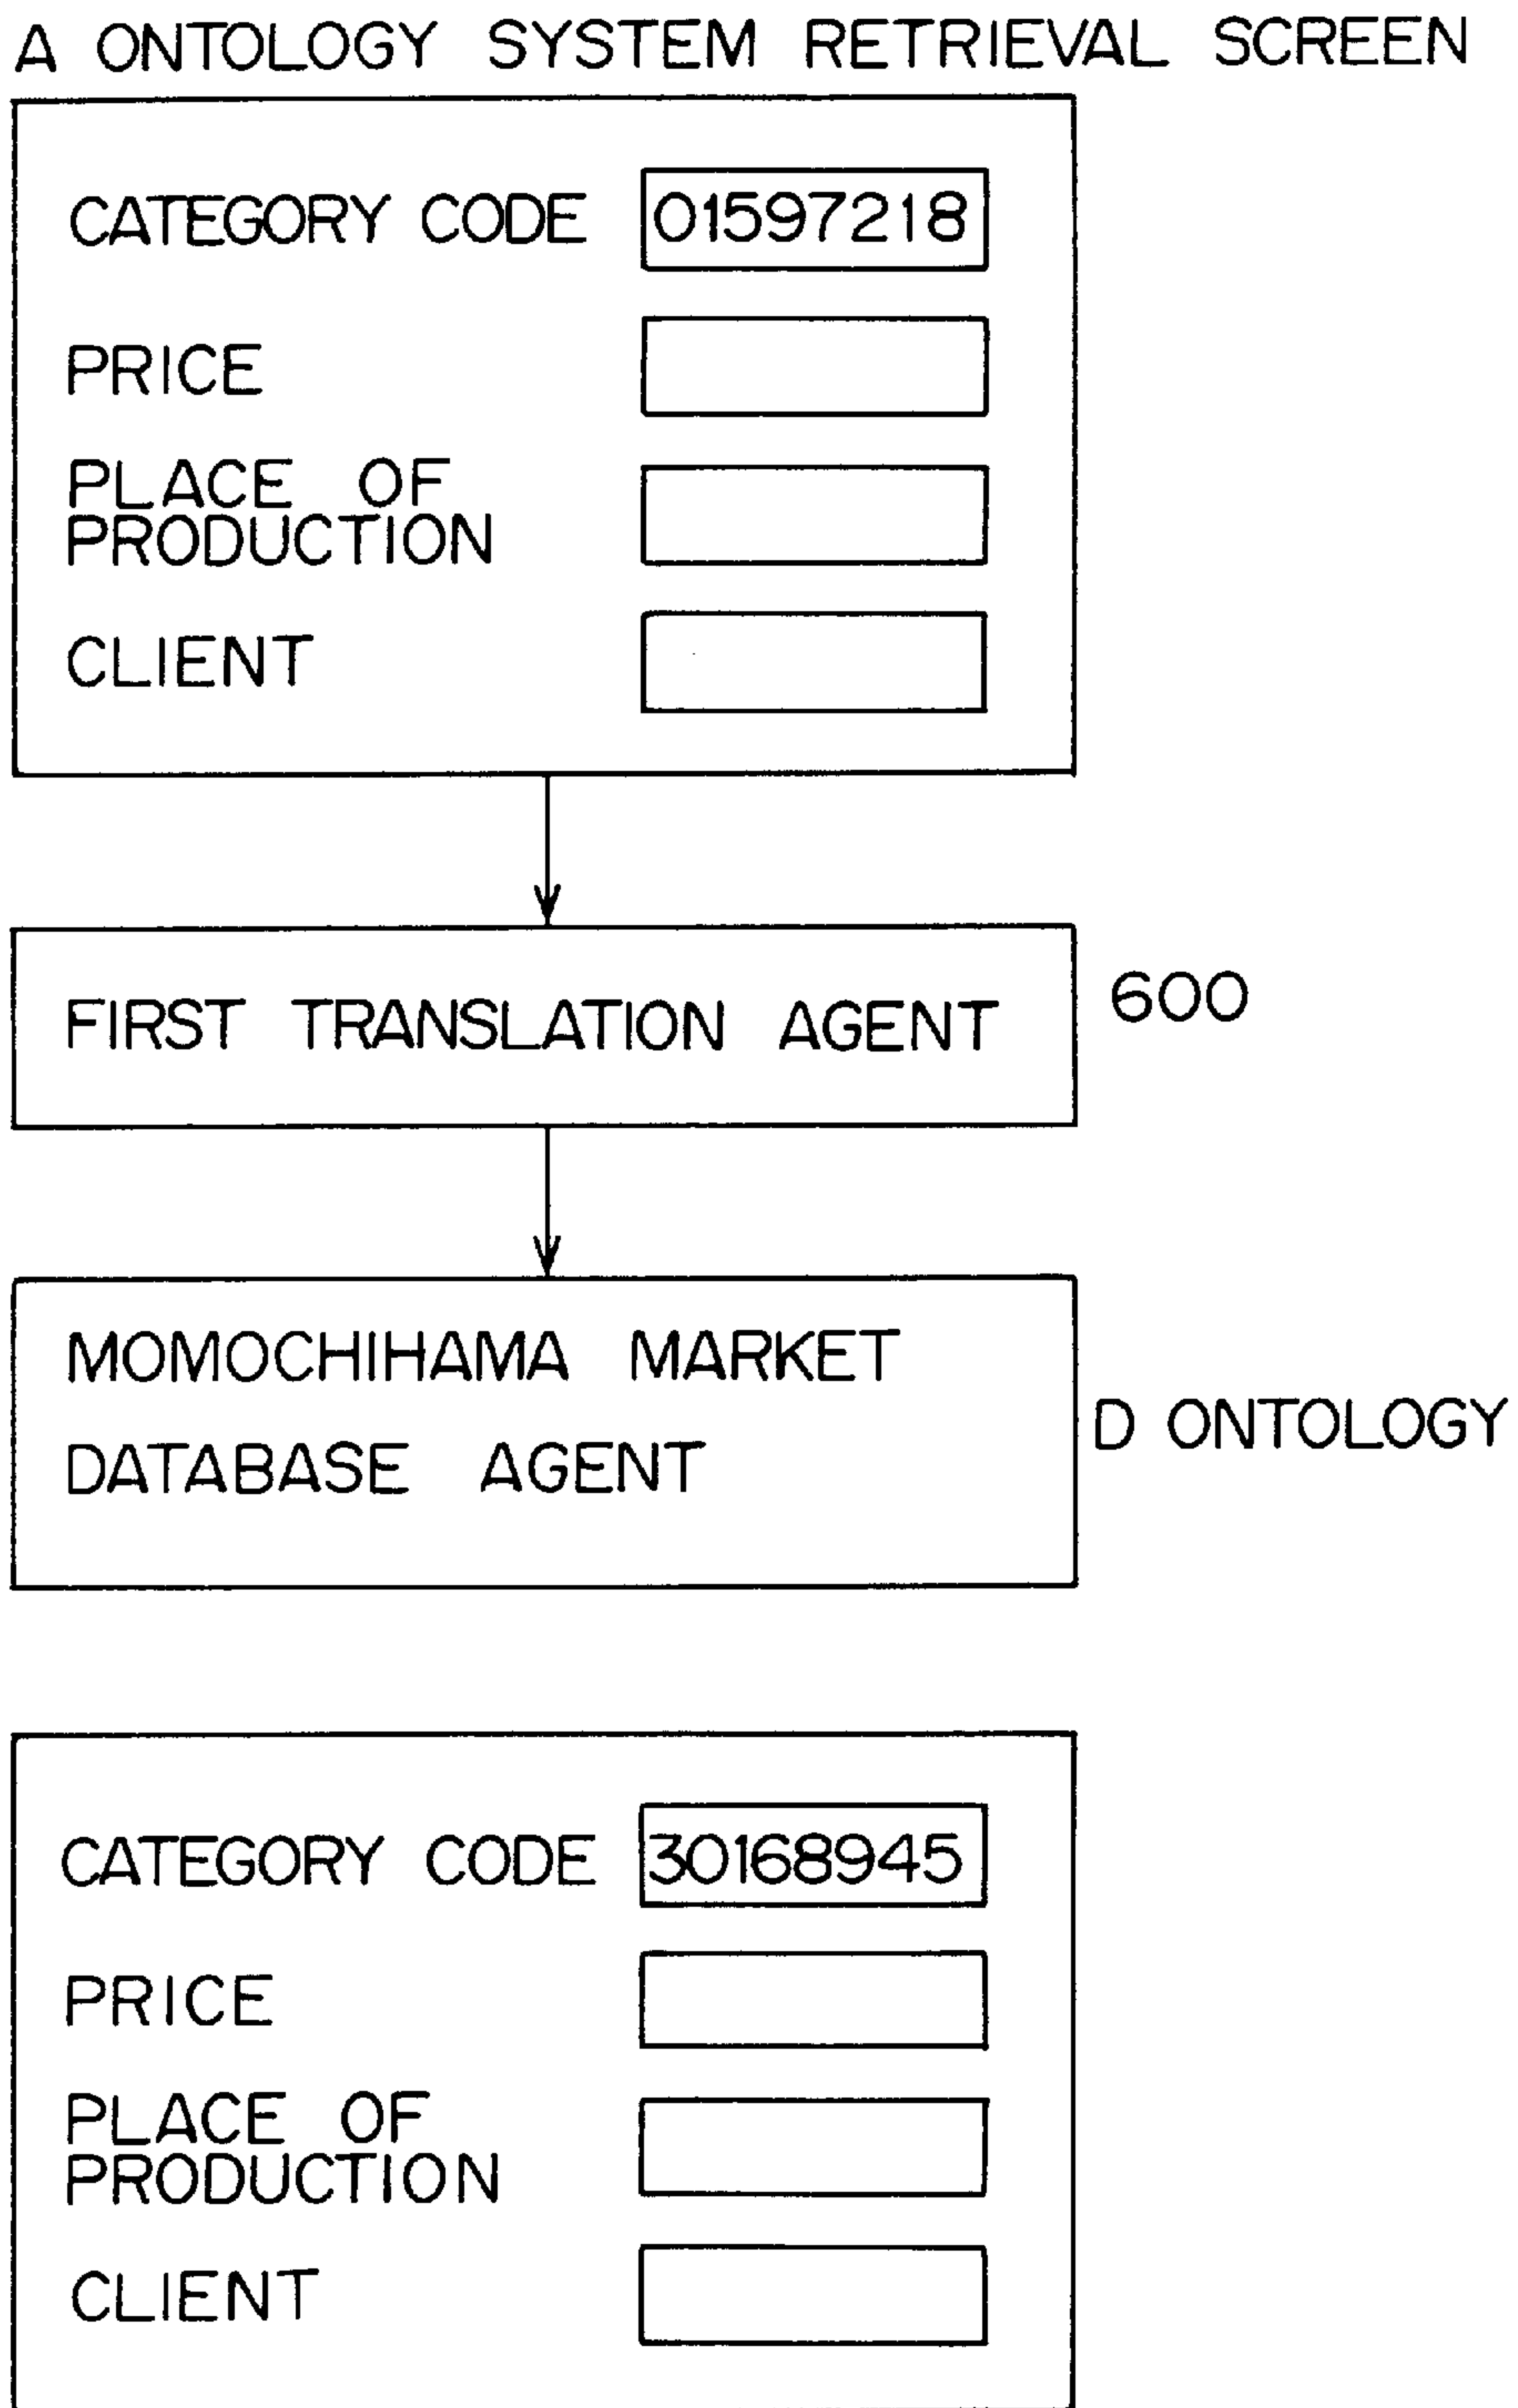 A ONTOLOGY SYSTEM RETRIEVAL SCREEN
CATEGORY CODE 01597218
PRICE
PLACE OF
PRODUCTION
CLIENT
FIRST TRANSLATION AGENT 600
MOMOCHIHAMA MARKET
D ONTOLOGY
DATABASE AGENT
CATEGORY CODE 30168945
PRICE
PLACE OF
PRODUCTION
CLIENT